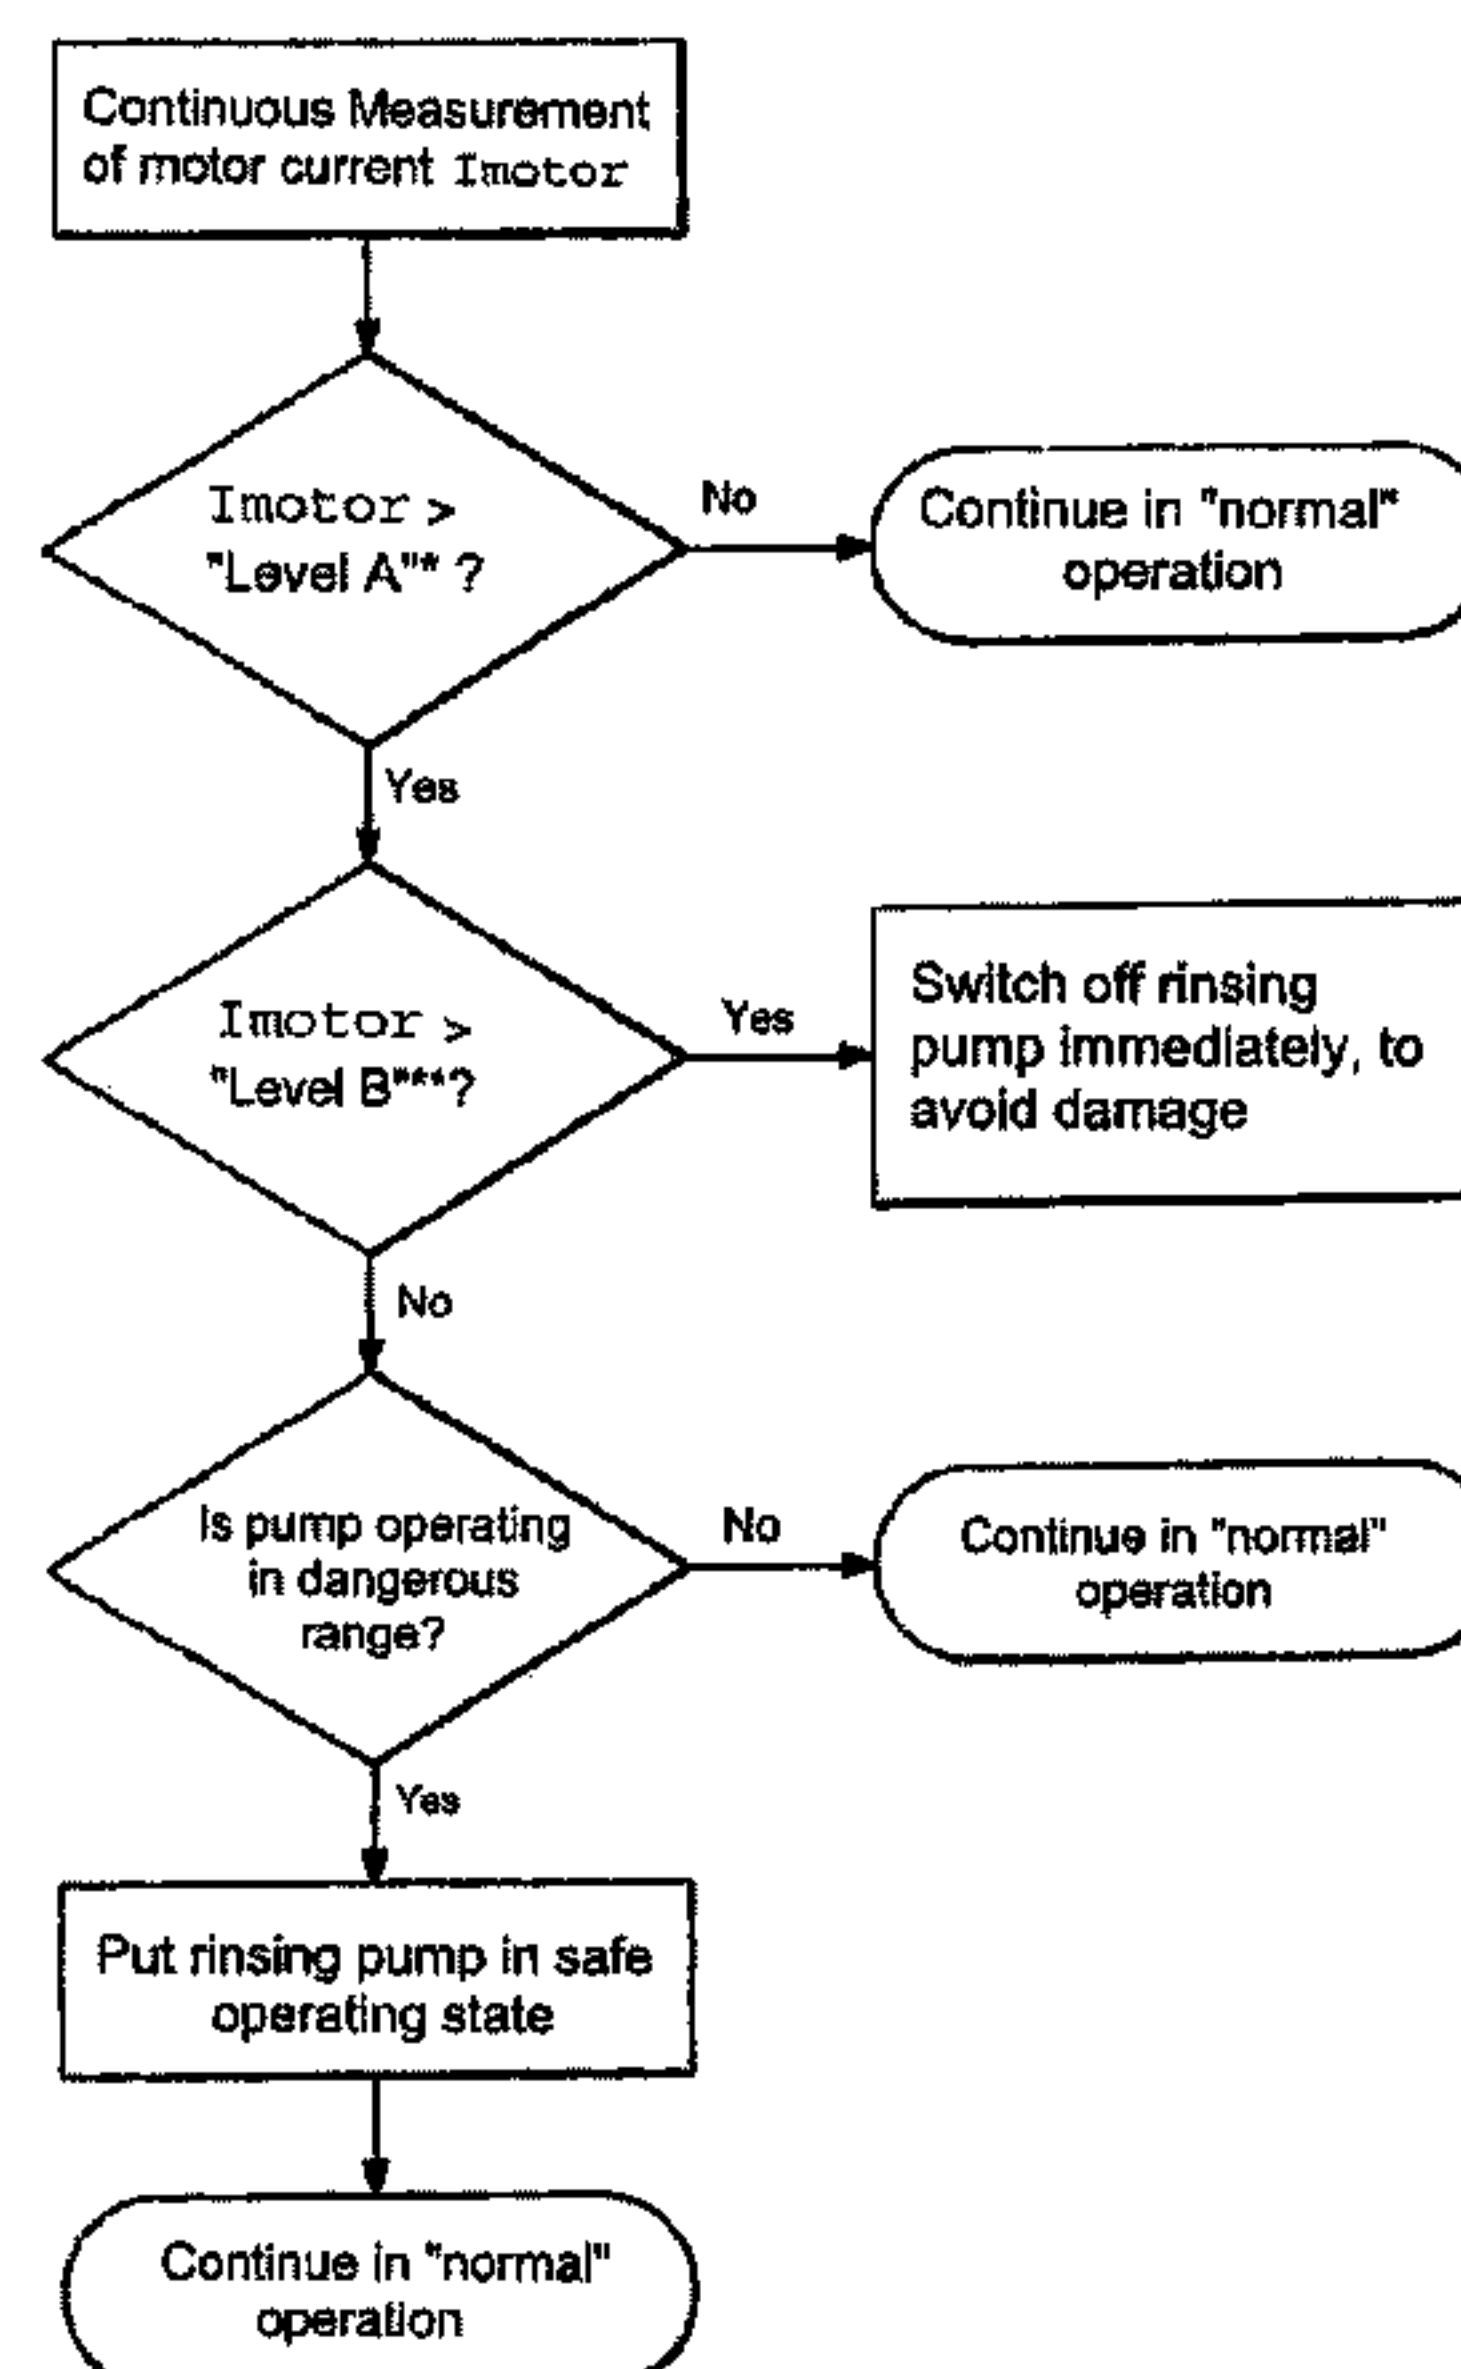 Continuous Measurement
of motor current Imotor
Imotor >
"Level A"* ?
No
Continue in "normal"
operation
Yes
Imotor >
"Level B"**?
Yes
Switch off rinsing
pump immediately, to
avoid damage
No
Is pump operating
in dangerous
range?
No
Continue in "normal"
operation
Yes
Put rinsing pump in safe
operating state
Continue in "normal"
operation